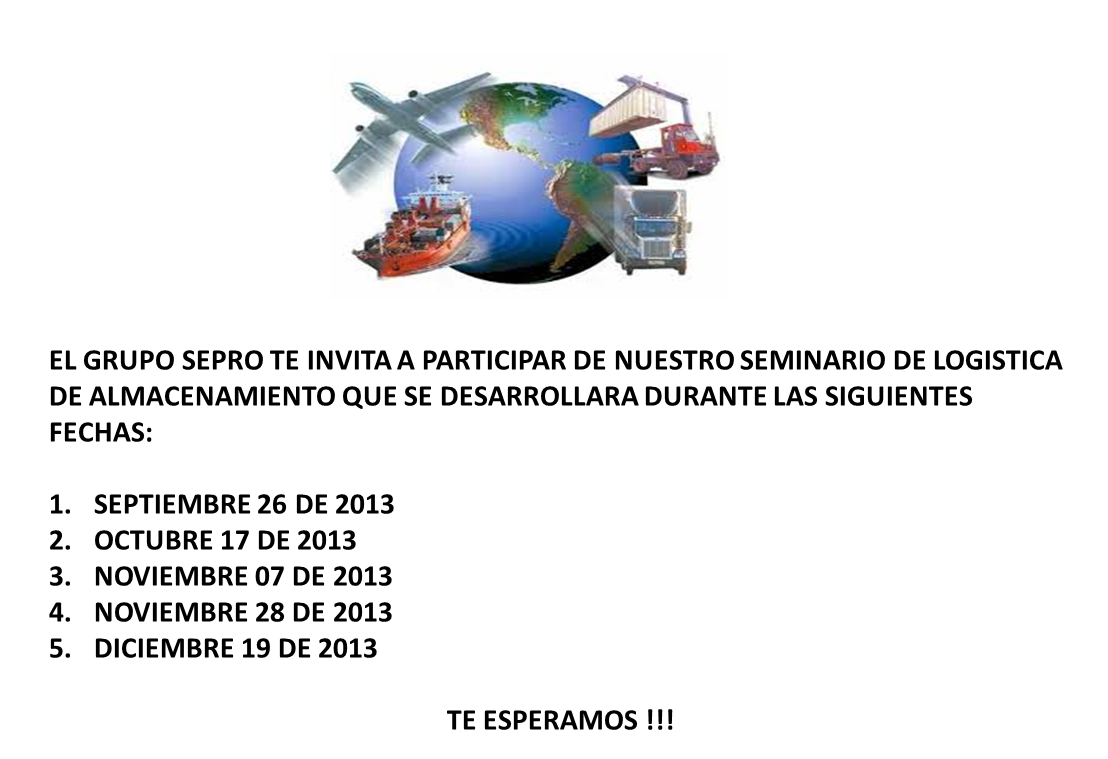 EL GRUPO SEPRO TE INVITA A PARTICIPAR DE NUESTRO SEMINARIO DE LOGISTICA
DE ALMACENAMIENTO QUE SE DESARROLLARA DURANTE LAS SIGUIENTES
FECHAS:
1. SEPTIEMBRE 26 DE 2013
2. OCTUBRE 17 DE 2013
3. NOVIEMBRE 07 DE 2013
4. NOVIEMBRE 28 DE 2013
5. DICIEMBRE 19 DE 2013
TE ESPERAMOS !!!